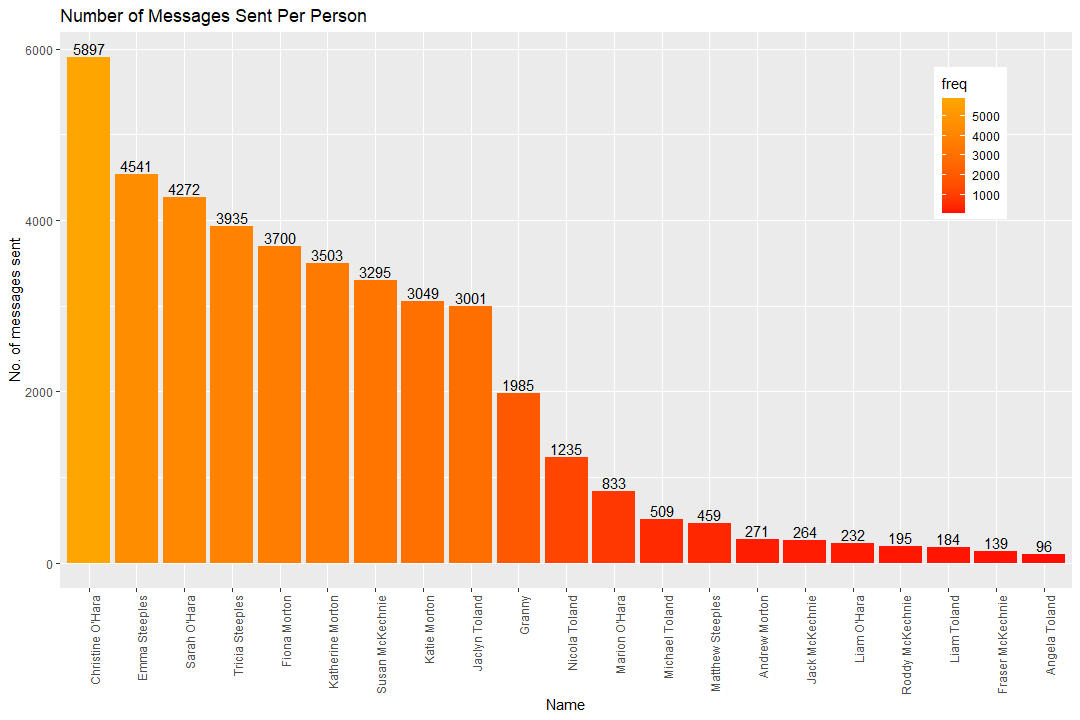 Number of Messages Sent Per Person
No. of messages sent
6000
4000
2000
0
5897
4541
4272
3935
3700
3503
3295
3049
3001
1985
1235
833
509
459
271
264
232
195
184
139
96
freq
5000
4000
3000
2000
1000
Christine O'Hara
Emma Steeples
Sarah O'Hara
Tricia Steeples
Fiona Morton
Katherine Morton
Susan McKechnie
Katie Morton
Jaclyn Toland
Granny
Nicola Toland
Marion O'Hara
Michael Toland
Matthew Steeples
Andrew Morton
Jack McKechnie
Liam O'Hara
Roddy McKechnie
Liam Toland
Fraser McKechnie
Angela Toland
Name